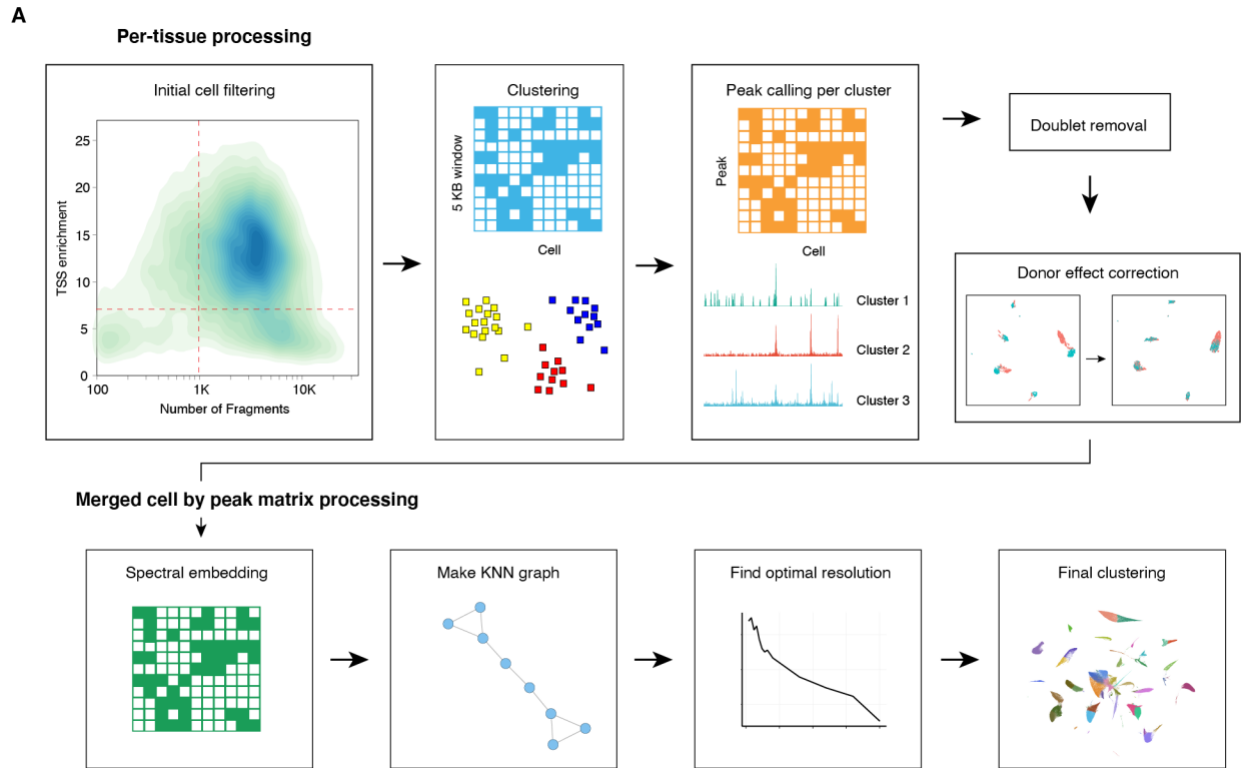 A
Per-tissue processing
Initial cell filtering
TSS enrichment
25
20
15
10
5
0
100
1K
10K
Number of Fragments
Clustering
5 KB window
Cell
Peak calling per cluster
Peak
Cell
Cluster 1
Cluster 2
Cluster 3
Doublet removal
Donor effect correction
Merged cell by peak matrix processing
Spectral embedding
Make KNN graph
Find optimal resolution
Final clustering